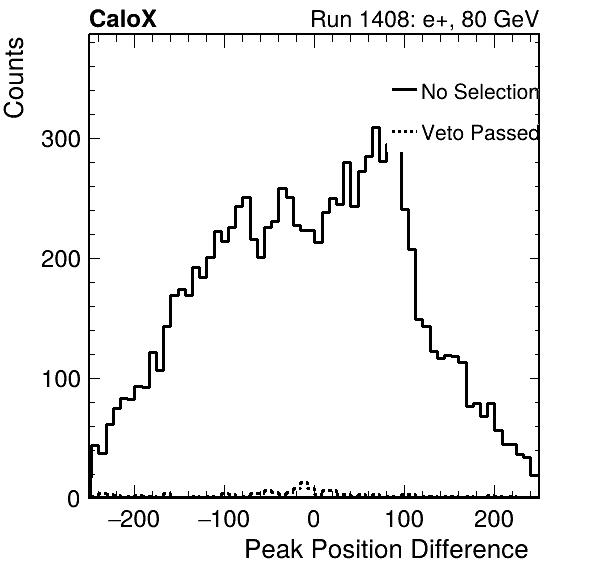 CaloX Run 1408: e+, 80 GeV
Counts
No Selection
Veto Passed
300
200
100
0
−200 −100 0 100 200
Peak Position Difference